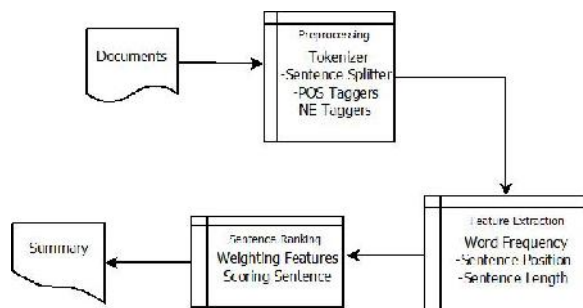 Documents
Preprocessing
Tokenizer
-Sentence Splitter
-POS Taggers
NE Taggers
Feature Extraction
Word Frequency
-Sentence Position
-Sentence Length
Sentence Ranking
Weighting Features
Scoring Sentence
Summary